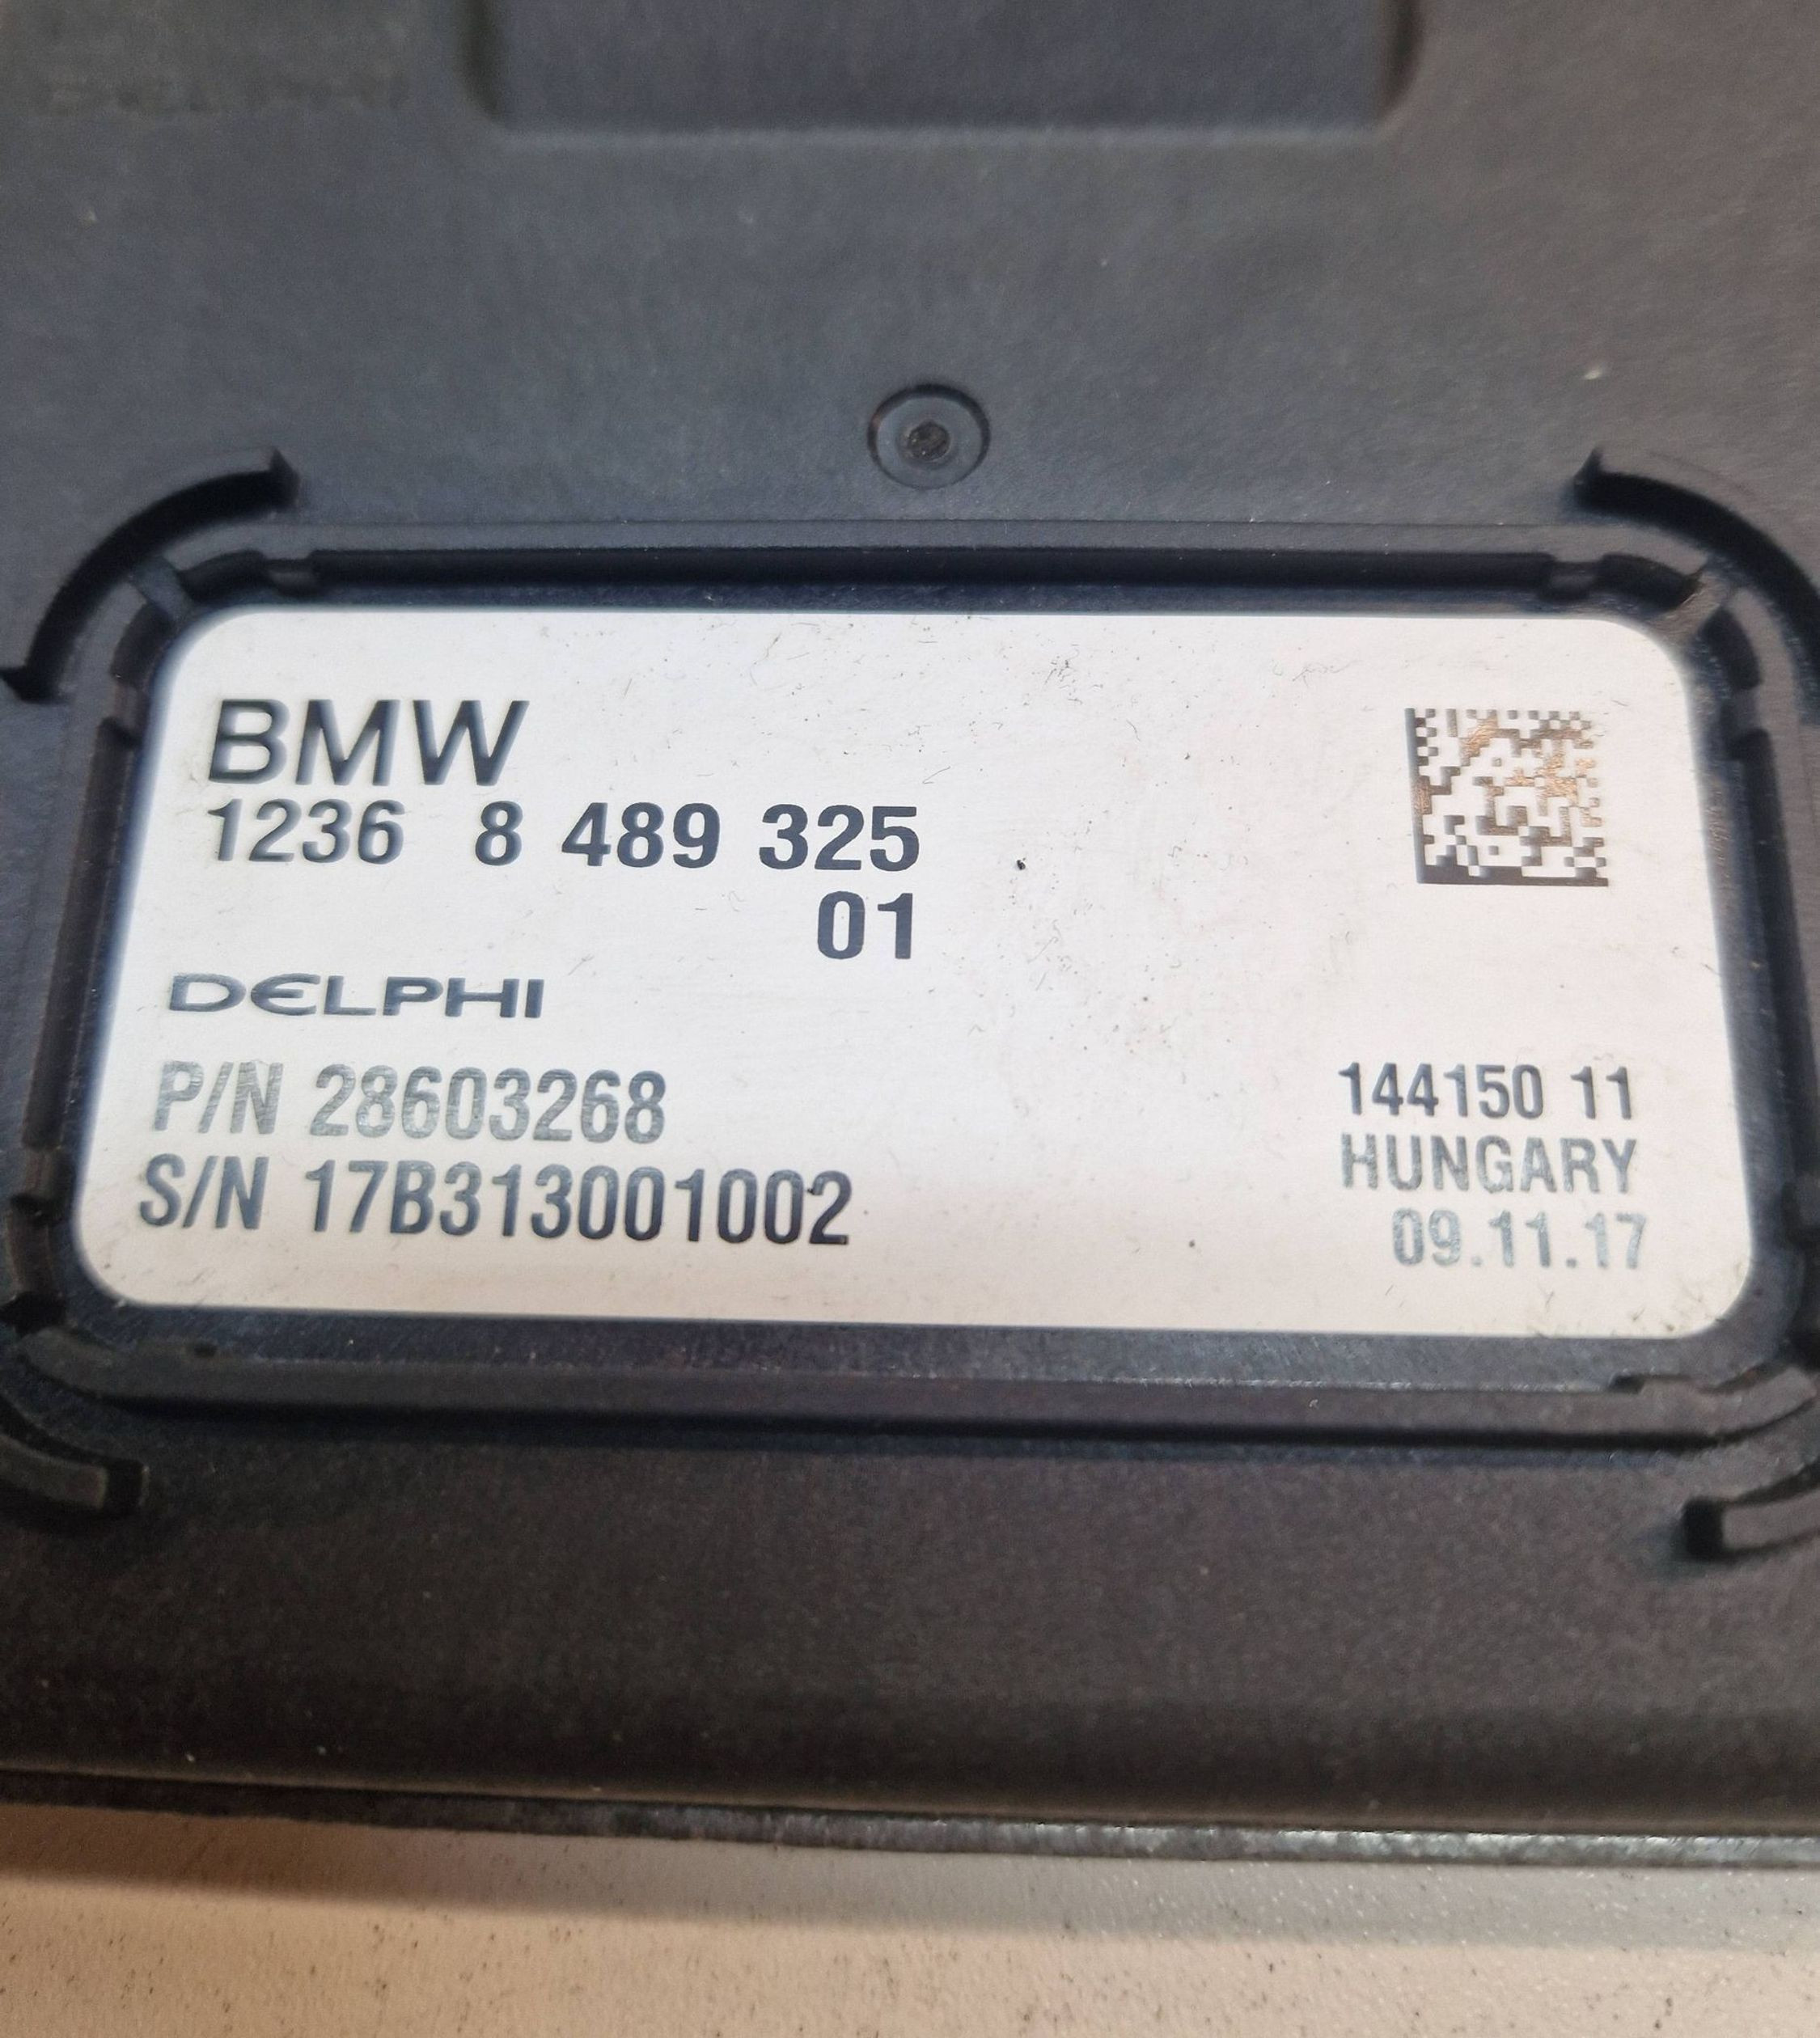 BMW
1236 8 489 325
01
DELPHI
P/N 28603268
S/N 17B313001002
144150 11
HUNGARY
09.11.17